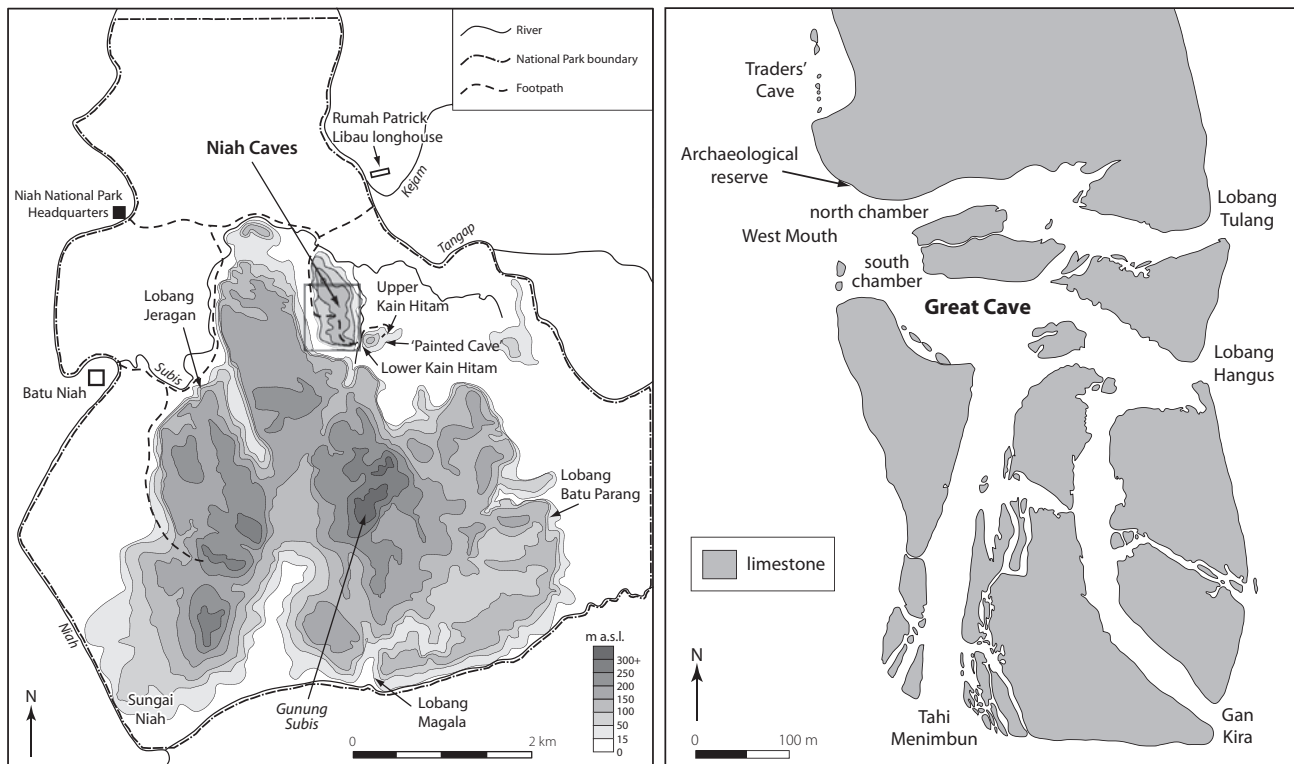 River
National Park boundary
Footpath
Rumah Patrick
Libau longhouse
Niah Caves
Kejam
Niah National Park
Headquarters
Tangap
Lobang
Jeragan
Upper
Kain Hitam
'Painted Cave'
Lower Kain Hitam
Subis
Batu Niah
Lobang
Batu Parang
Niah
m a.s.l.
300+
250
200
150
100
50
15
0
Sungai
Niah
Gunung
Subis
Lobang
Magala
N
0 2 km
Traders'
Cave
Archaeological
reserve
north chamber
West Mouth
Lobang
Tulang
south
chamber
Great Cave
Lobang
Hangus
limestone
N
Tahi
Menimbun
Gan
Kira
0 100 m